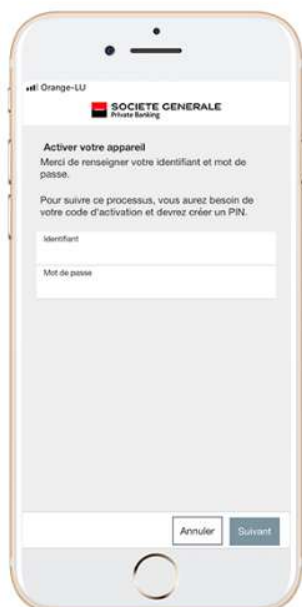 Orange-LU
SOCIETE GENERALE
Private Banking
Activer votre appareil
Merci de renseigner votre identifiant et mot de
passe.
Pour suivre ce processus, vous aurez besoin de
votre code d'activation et devrez créer un PIN.
Identifiant
Mot de passe
Annuler
Suivant